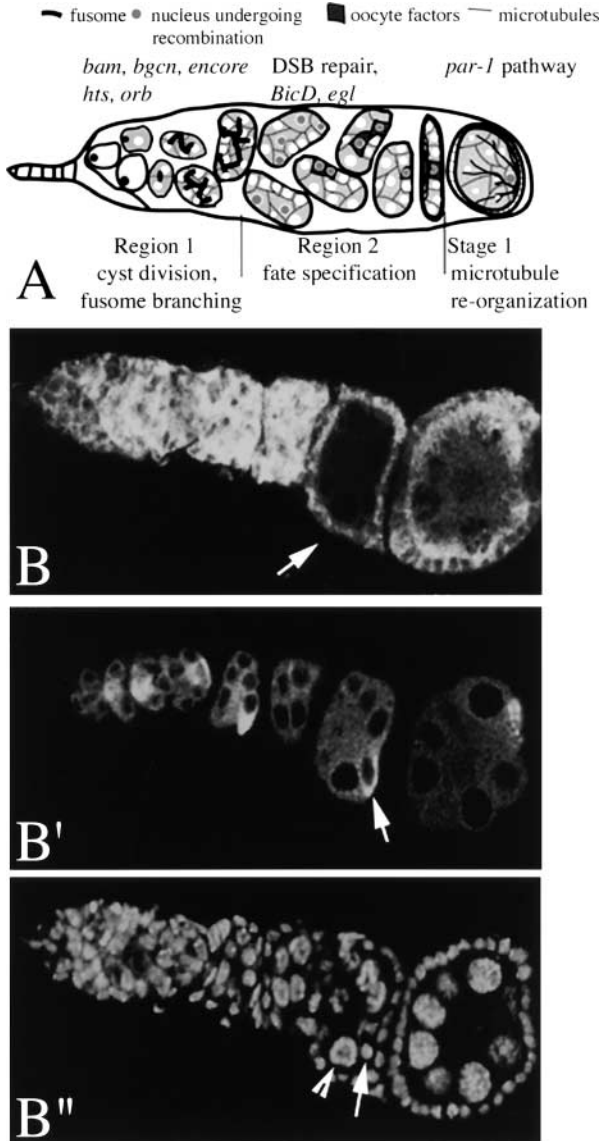 fusome nucleus undergoing recombination oocyte factors microtubules
bam, bgcn, encore DSB repair, par-1 pathway
hts, orb BicD, egl
Region 1 Region 2 Stage 1
cyst division, fate specification microtubule
fusome branching re-organization
A
B
B'
B"